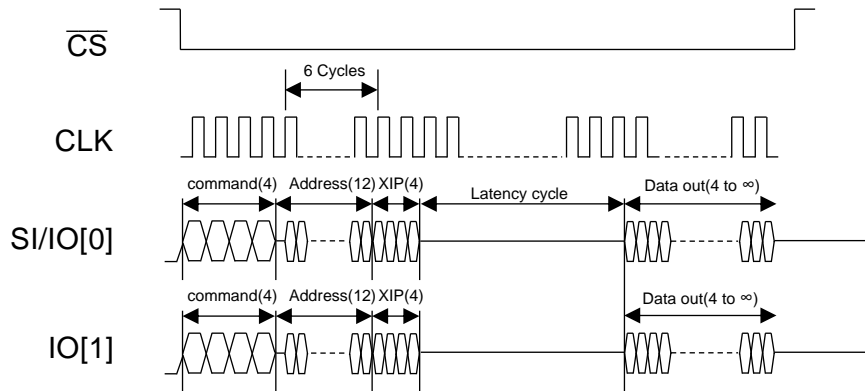 CS
6 Cycles
CLK
command(4) Address(12) XIP(4) Latency cycle Data out(4 to ∞)
SI/IO[0]
command(4) Address(12) XIP(4) Data out(4 to ∞)
IO[1]